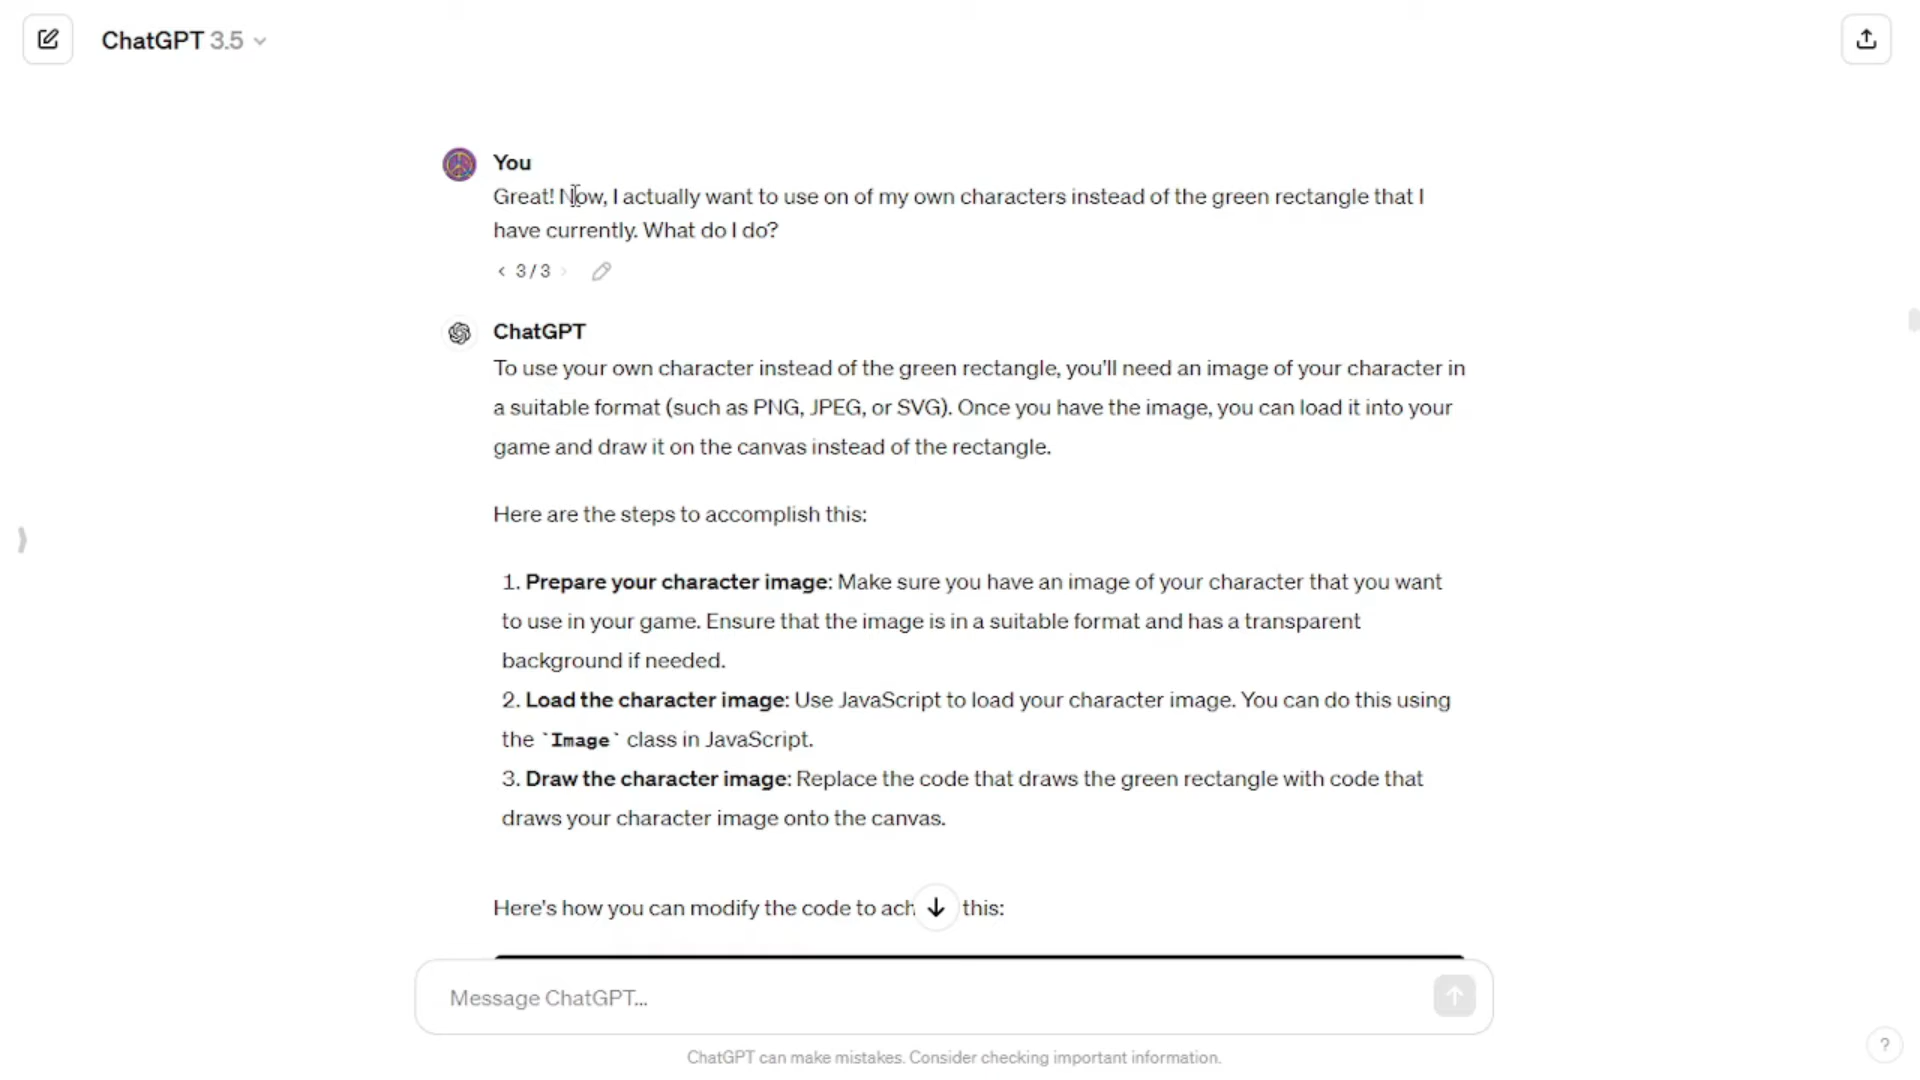 ChatGPT 3.5
You
Great! Now, I actually want to use on of my own characters instead of the green rectangle that I
have currently. What do I do?
< 3/3 >
ChatGPT
To use your own character instead of the green rectangle, you'll need an image of your character in
a suitable format (such as PNG, JPEG, or SVG). Once you have the image, you can load it into your
game and draw it on the canvas instead of the rectangle.
Here are the steps to accomplish this:
1. Prepare your character image: Make sure you have an image of your character that you want
to use in your game. Ensure that the image is in a suitable format and has a transparent
background if needed.
2. Load the character image: Use JavaScript to load your character image. You can do this using
the `Image` class in JavaScript.
3. Draw the character image: Replace the code that draws the green rectangle with code that
draws your character image onto the canvas.
Here's how you can modify the code to ach this:
Message ChatGPT...
ChatGPT can make mistakes. Consider checking important information.
?